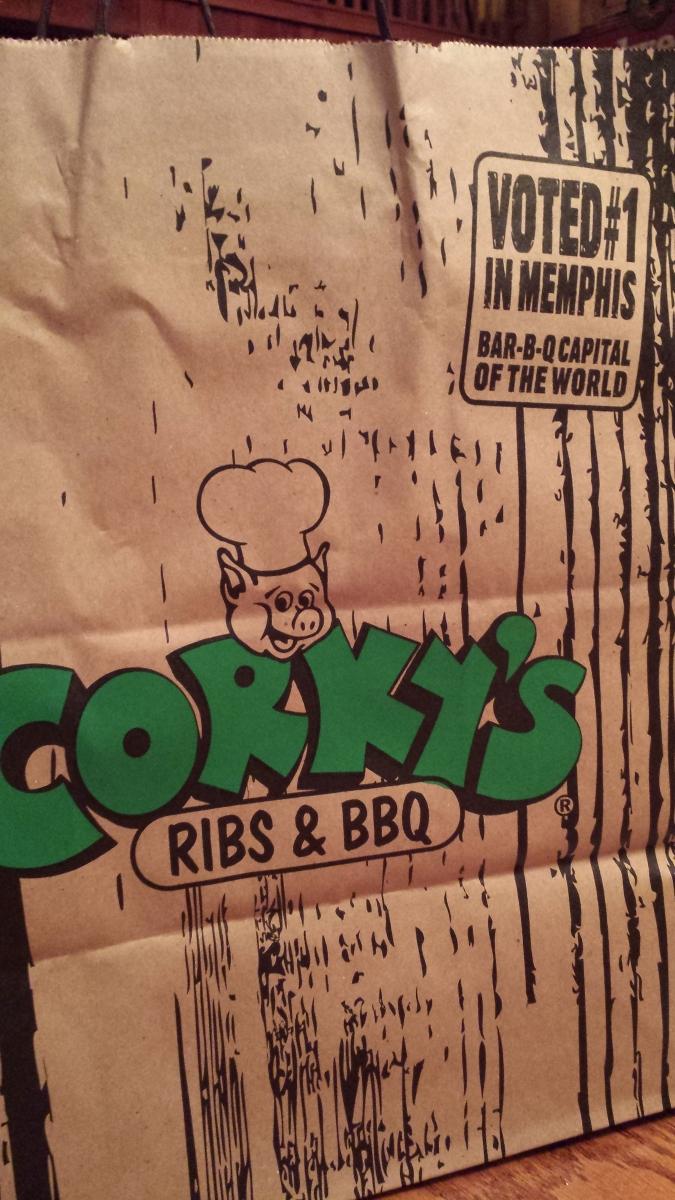 VOTED #1
IN MEMPHIS
BAR-B-Q CAPITAL
OF THE WORLD
CORKY'S
®
RIBS & BBQ